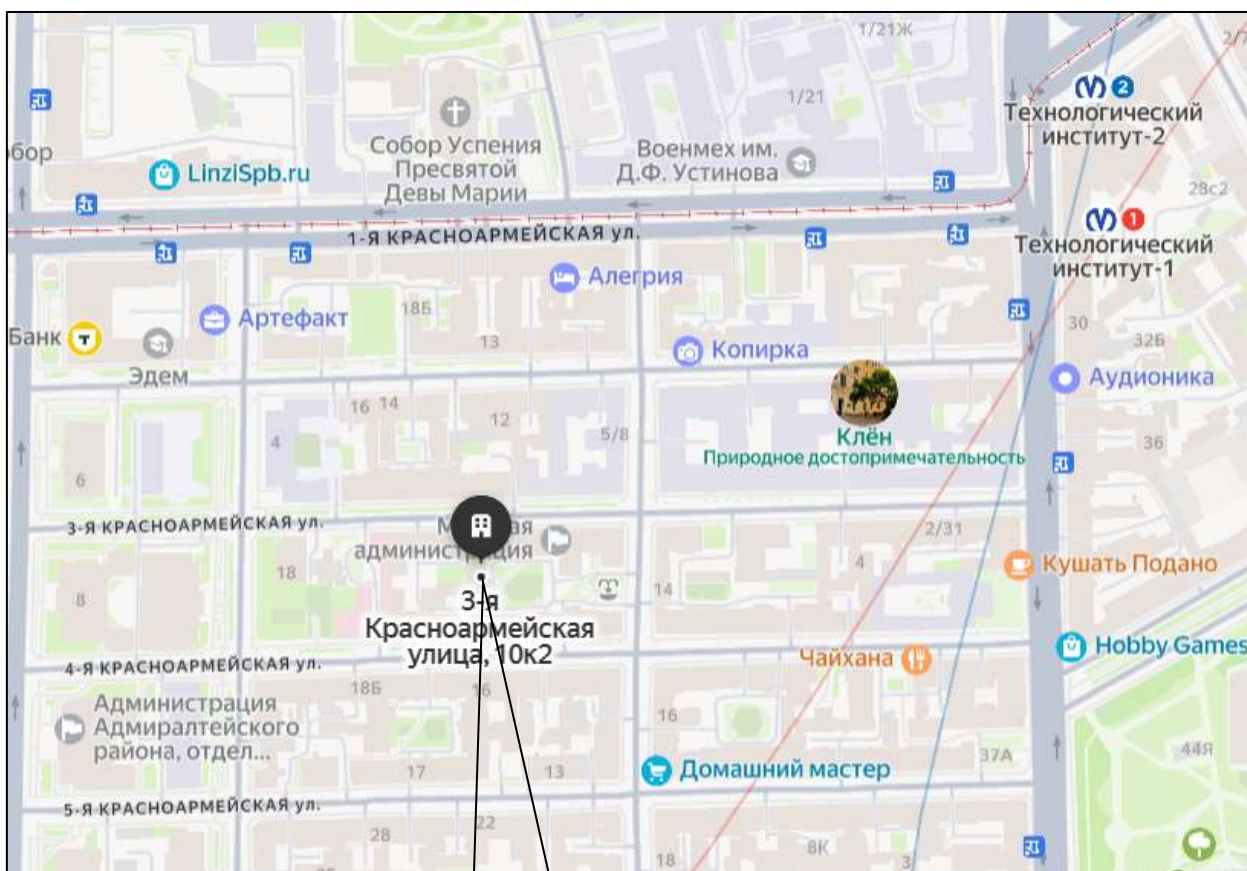 1/21Ж
2/7
1/21
2
Технологический
институт-2
Собор Успения
Пресвятой
Девы Марии
Военмех им.
Д.Ф. Устинова
бор
LinziSpb.ru
28с2
1
Технологический
институт-1
1-Я КРАСНОАРМЕЙСКАЯ ул.
Алегрия
18Б
Артефакт
13
30
32Б
Банк
Т
Эдем
Копирка
Аудионика
16
14
12
5/8
4
Клён
Природное достопримечательность
36
6
3-Я КРАСНОАРМЕЙСКАЯ ул.
администрация
2/31
4
Кушать Подано
18
8
14
3-я
Красноармейская
улица, 10к2
4-Я КРАСНОАРМЕЙСКАЯ ул.
Чайхана
Hobby Games
18Б
16
16
Администрация
Адмиралтейского
района, отдел...
37А
44Я
17
13
Домашний мастер
5-Я КРАСНОАРМЕЙСКАЯ ул.
28
22
18
8К
3